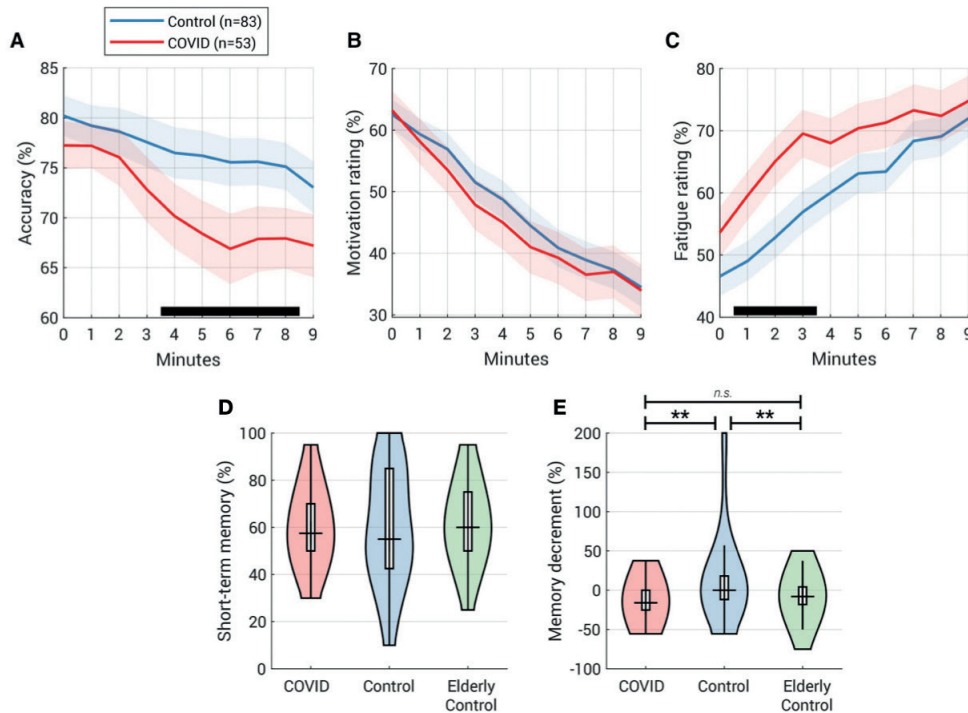 Control (n=83)
COVID (n=53)
A
B
C
Accuracy (%)
85
80
75
70
65
60
0 1 2 3 4 5 6 7 8 9
Minutes
Motivation rating (%)
70
60
50
40
30
0 1 2 3 4 5 6 7 8 9
Minutes
Fatigue rating (%)
80
70
60
50
40
0 1 2 3 4 5 6 7 8 9
Minutes
D
Short-term memory (%)
100
80
60
40
20
0
COVID Control Elderly
Control
E
n.s.
** **
Memory decrement (%)
200
150
100
50
0
-50
-100
COVID Control Elderly
Control